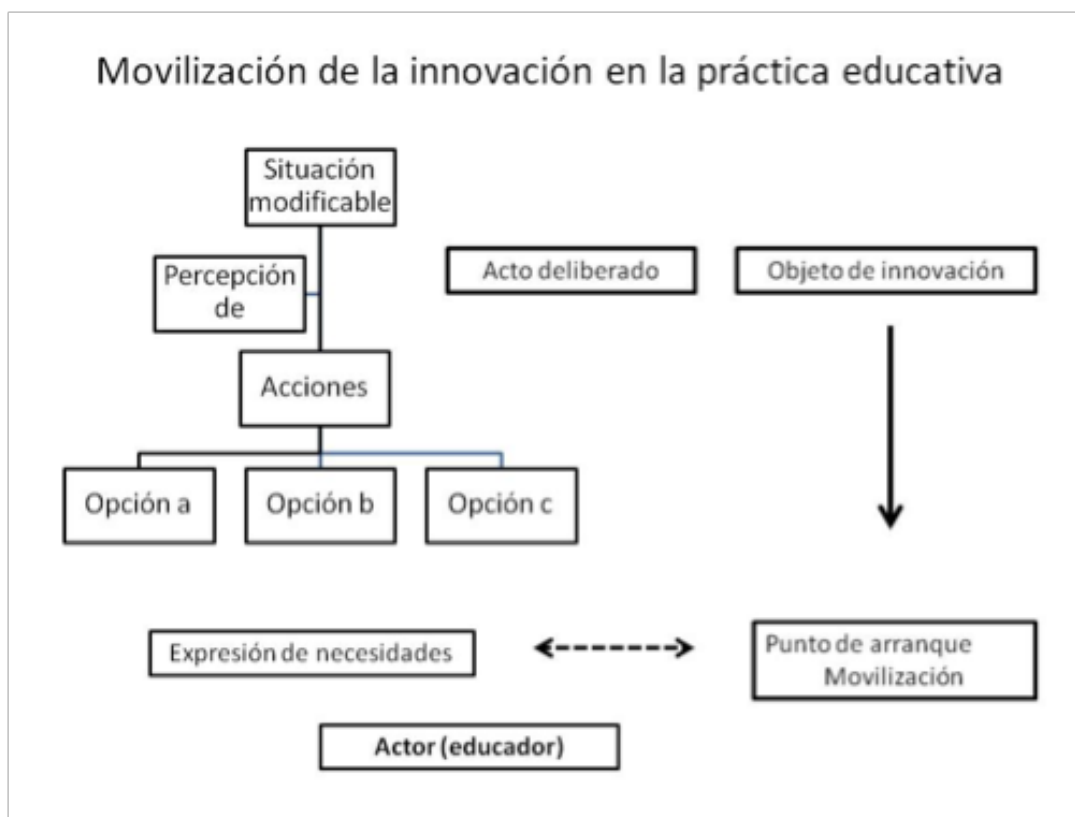 Movilización de la innovación en la práctica educativa
Situación
modificable
Percepción
de
Acto deliberado
Objeto de innovación
Acciones
Opción a
Opción b
Opción c
Expresión de necesidades
Punto de arranque
Movilización
Actor (educador)